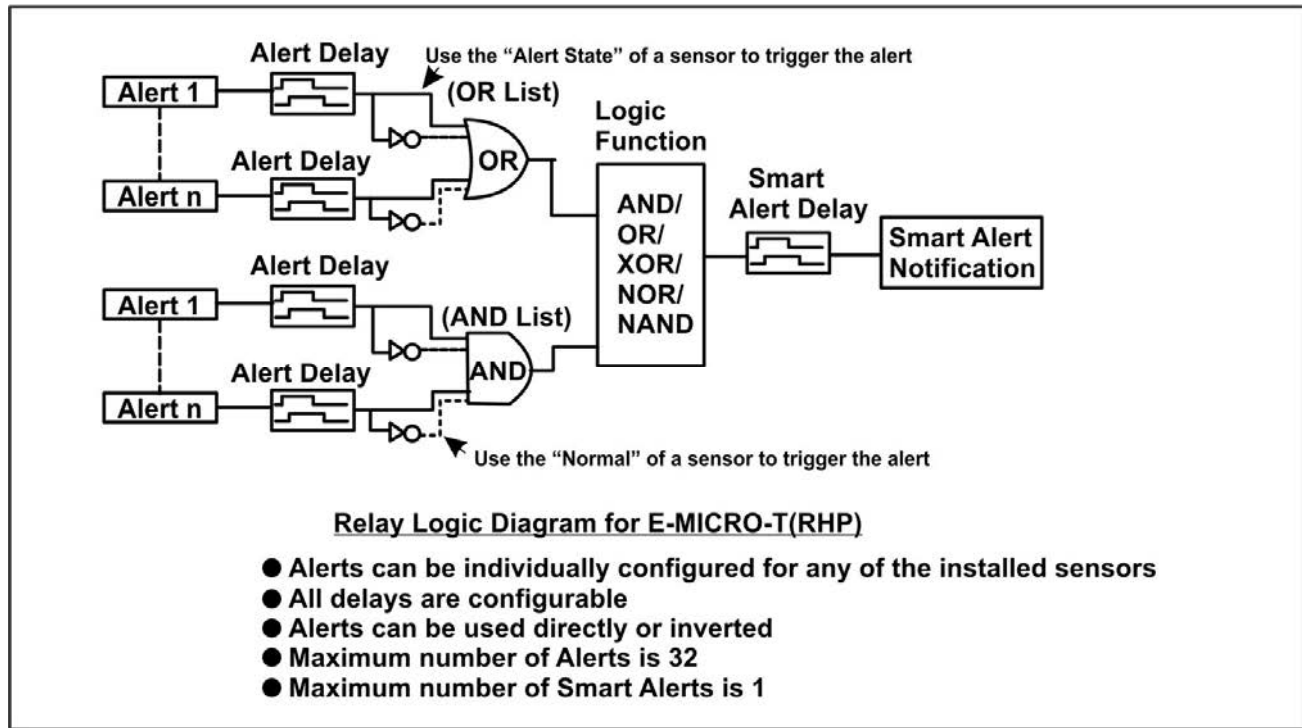 Alert Delay
Use the “Alert State” of a sensor to trigger the alert
Alert 1
(OR List)
OR
Alert Delay
Alert n
Logic
Function
AND/
OR/
XOR/
NOR/
NAND
Smart
Alert Delay
Smart Alert
Notification
Alert Delay
Alert 1
(AND List)
AND
Alert Delay
Alert n
Use the “Normal” of a sensor to trigger the alert
Relay Logic Diagram for E-MICRO-T(RHP)
● Alerts can be individually configured for any of the installed sensors
● All delays are configurable
● Alerts can be used directly or inverted
● Maximum number of Alerts is 32
● Maximum number of Smart Alerts is 1